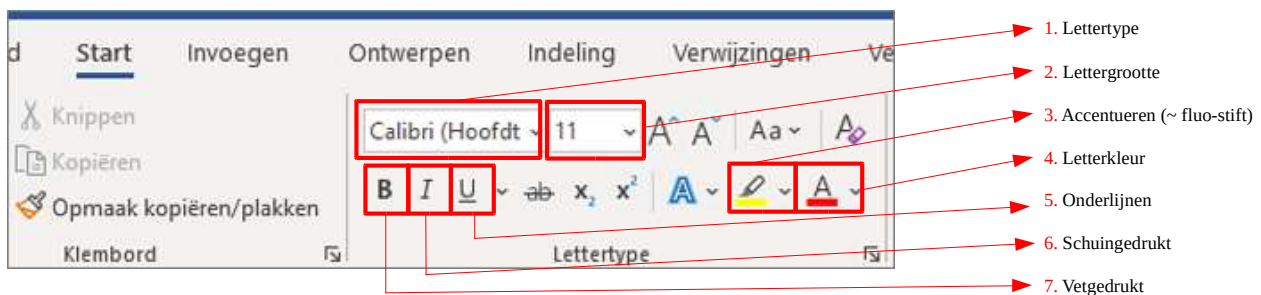 d Start Invoegen Ontwerpen Indeling Verwijzingen Ve
Knippen
Kopiëren
Opmaak kopiëren/plakken
Klembord
Calibri (Hoofdt 11 A A Aa A
B I U ab x₂ x² A A
Lettertype
1. Lettertype
2. Lettergrootte
3. Accentueren (~ fluo-stift)
4. Letterkleur
5. Onderlijnen
6. Schuingedrukt
7. Vetgedrukt